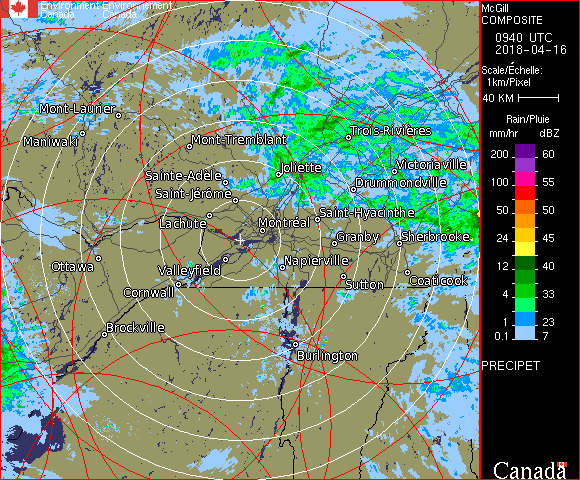 Environment Environnement
Canada Canada
Mont-Laurier
Maniwaki
Mont-Tremblant
Trois-Rivières
Joliette
Victoriaville
Sainte-Adèle
Drummondville
Saint-Jérôme
Saint-Hyacinthe
Lachute
Montréal
Granby
Sherbrooke
Ottawa
Valleyfield
Napierville
Cornwall
Sutton
Coaticook
Brockville
Burlington
McGill
COMPOSITE
0940 UTC
2018-04-16
Scale/Échelle:
1km/Pixel
40 KM
Rain/Pluie
mm/hr dBZ
200 60
100 55
50 50
24 45
12 40
4 33
1 23
0.1 7
PRECIPET
Canada